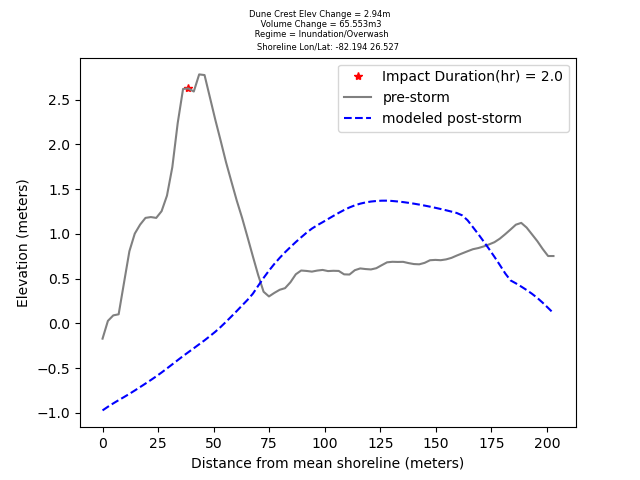 Dune Crest Elev Change = 2.94m
Volume Change = 65.553m3
Regime = Inundation/Overwash
Shoreline Lon/Lat: -82.194 26.527
Impact Duration(hr) = 2.0
pre-storm
modeled post-storm
Elevation (meters)
2.5
2.0
1.5
1.0
0.5
0.0
−0.5
−1.0
0 25 50 75 100 125 150 175 200
Distance from mean shoreline (meters)